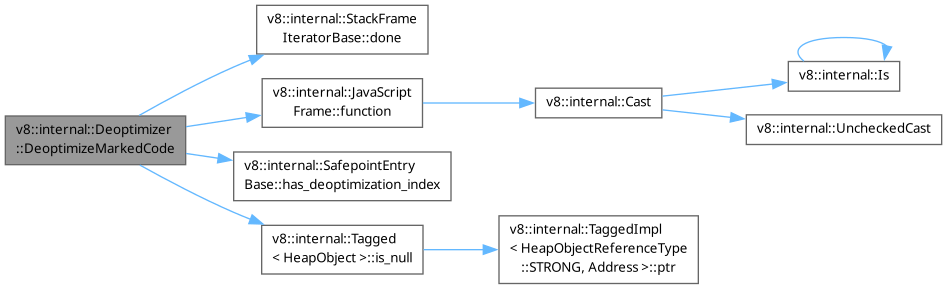 v8::internal::Deoptimizer
::DeoptimizeMarkedCode
v8::internal::StackFrame
IteratorBase::done
v8::internal::JavaScript
Frame::function
v8::internal::SafepointEntry
Base::has_deoptimization_index
v8::internal::Tagged
< HeapObject >::is_null
v8::internal::Cast
v8::internal::Is
v8::internal::UncheckedCast
v8::internal::TaggedImpl
< HeapObjectReferenceType
::STRONG, Address >::ptr